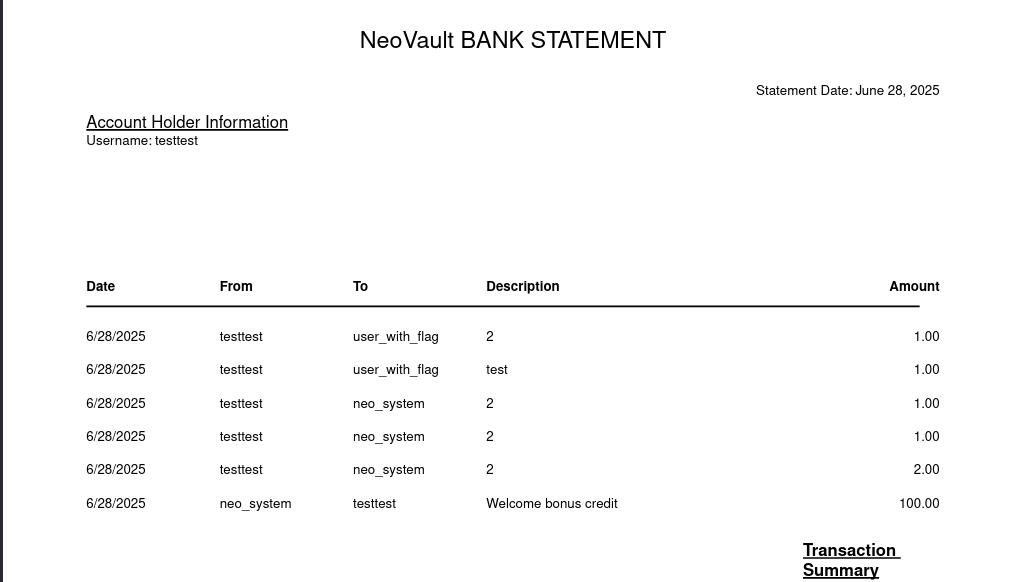 NeoVault BANK STATEMENT
Statement Date: June 28, 2025
Account Holder Information
Username: testtest
Date From To Description Amount
6/28/2025 testtest user_with_flag 2 1.00
6/28/2025 testtest user_with_flag test 1.00
6/28/2025 testtest neo_system 2 1.00
6/28/2025 testtest neo_system 2 1.00
6/28/2025 testtest neo_system 2 2.00
6/28/2025 neo_system testtest Welcome bonus credit 100.00
Transaction
Summary